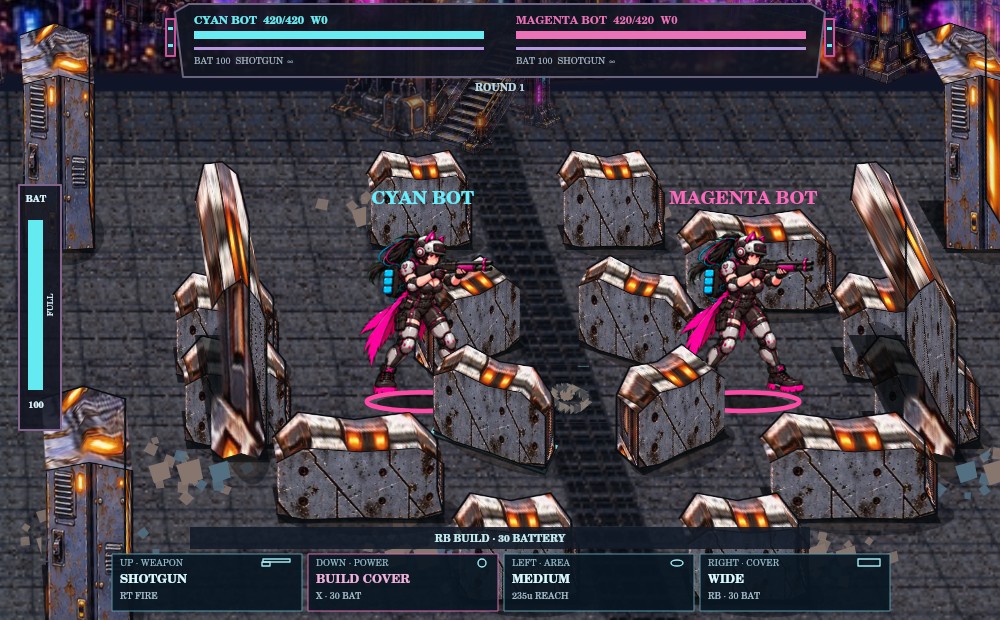 CYAN BOT 420/420 W0
BAT 100 SHOTGUN ∞
MAGENTA BOT 420/420 W0
BAT 100 SHOTGUN ∞
ROUND 1
BAT
FULL
100
CYAN BOT
MAGENTA BOT
RB BUILD · 30 BATTERY
UP · WEAPON
SHOTGUN
RT FIRE
DOWN · POWER
BUILD COVER
X · 30 BAT
LEFT · AREA
MEDIUM
235u REACH
RIGHT · COVER
WIDE
RB · 30 BAT